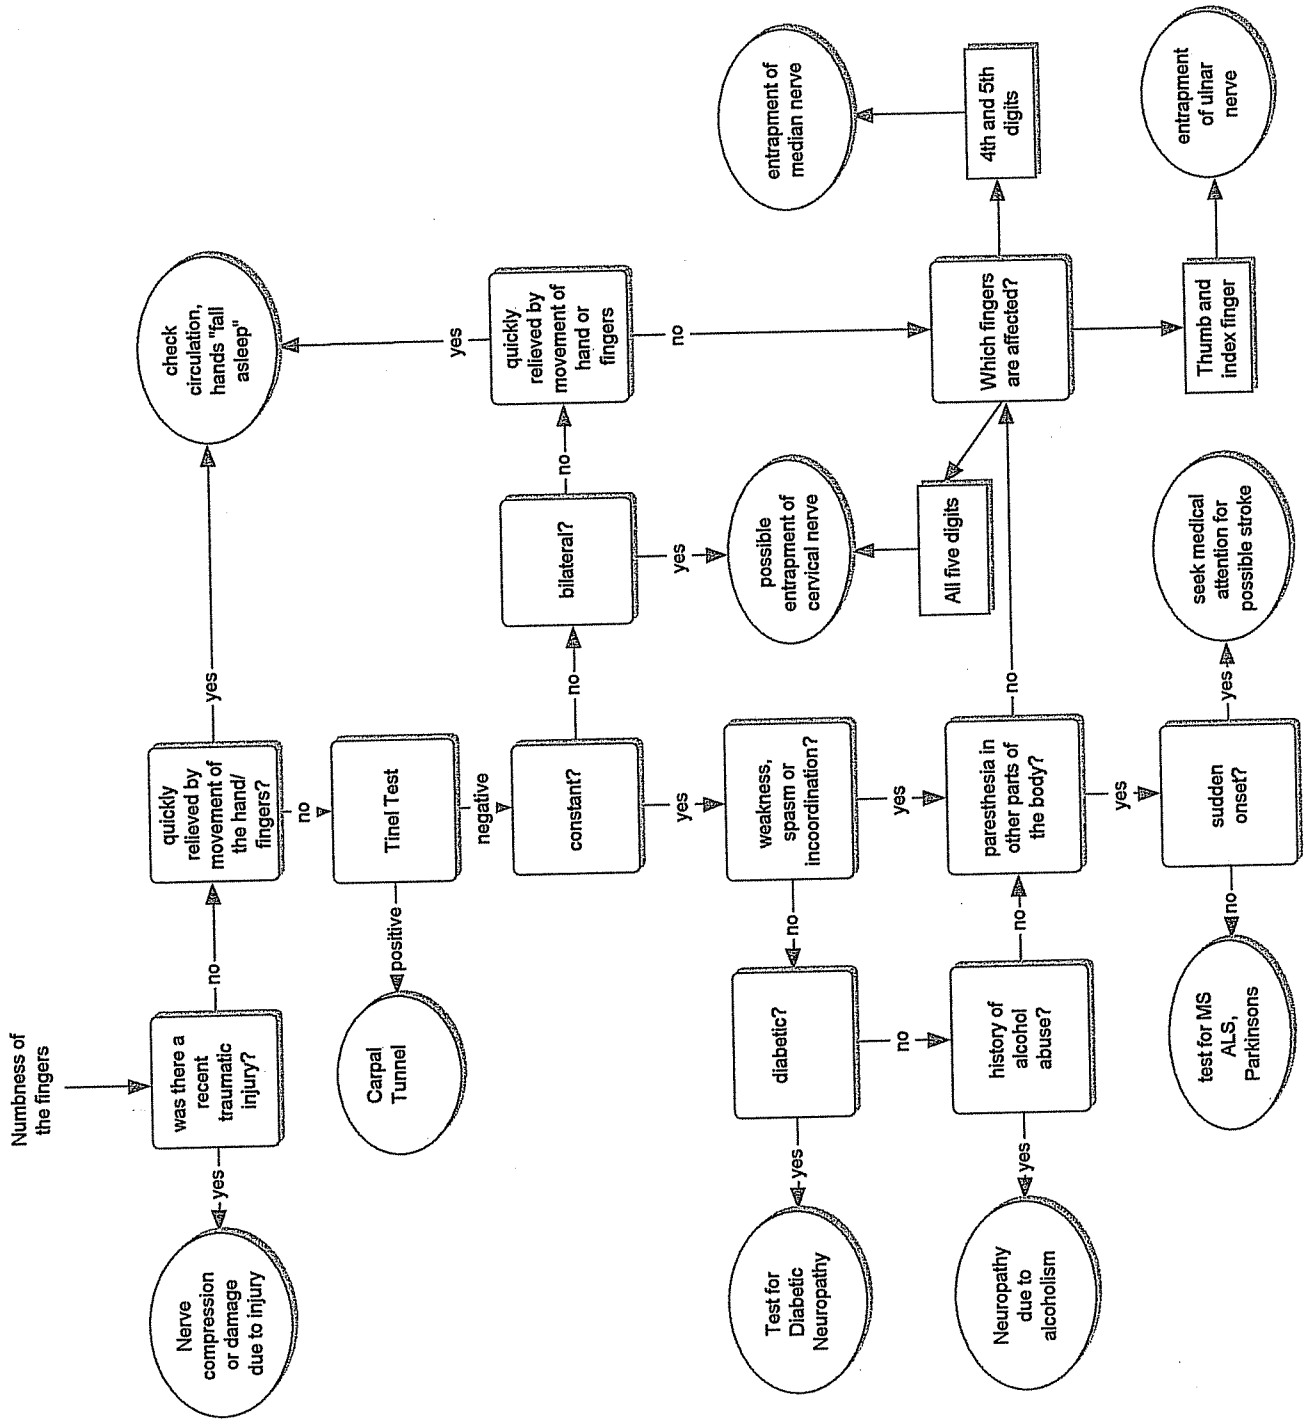 Numbness of
the fingers
was there a
recent
traumatic
injury?
yes
Nerve
compression
or damage
due to injury
no
quickly
relieved by
movement of
the hand/
fingers?
yes
check
circulation,
hands "fall
asleep"
no
Tinel Test
positive
Carpal
Tunnel
negative
constant?
no
bilateral?
no
quickly
relieved by
movement of
hand or
fingers
yes
no
yes
possible
entrapment of
cervical nerve
yes
weakness,
spasm or
incoordination?
no
diabetic?
yes
Test for
Diabetic
Neuropathy
no
history of
alcohol
abuse?
yes
Neuropathy
due to
alcoholism
no
yes
paresthesia in
other parts of
the body?
no
Which fingers
are affected?
All five digits
4th and 5th
digits
entrapment of
median nerve
Thumb and
index finger
entrapment
of ulnar
nerve
yes
sudden
onset?
yes
seek medical
attention for
possible stroke
no
test for MS
ALS,
Parkinsons